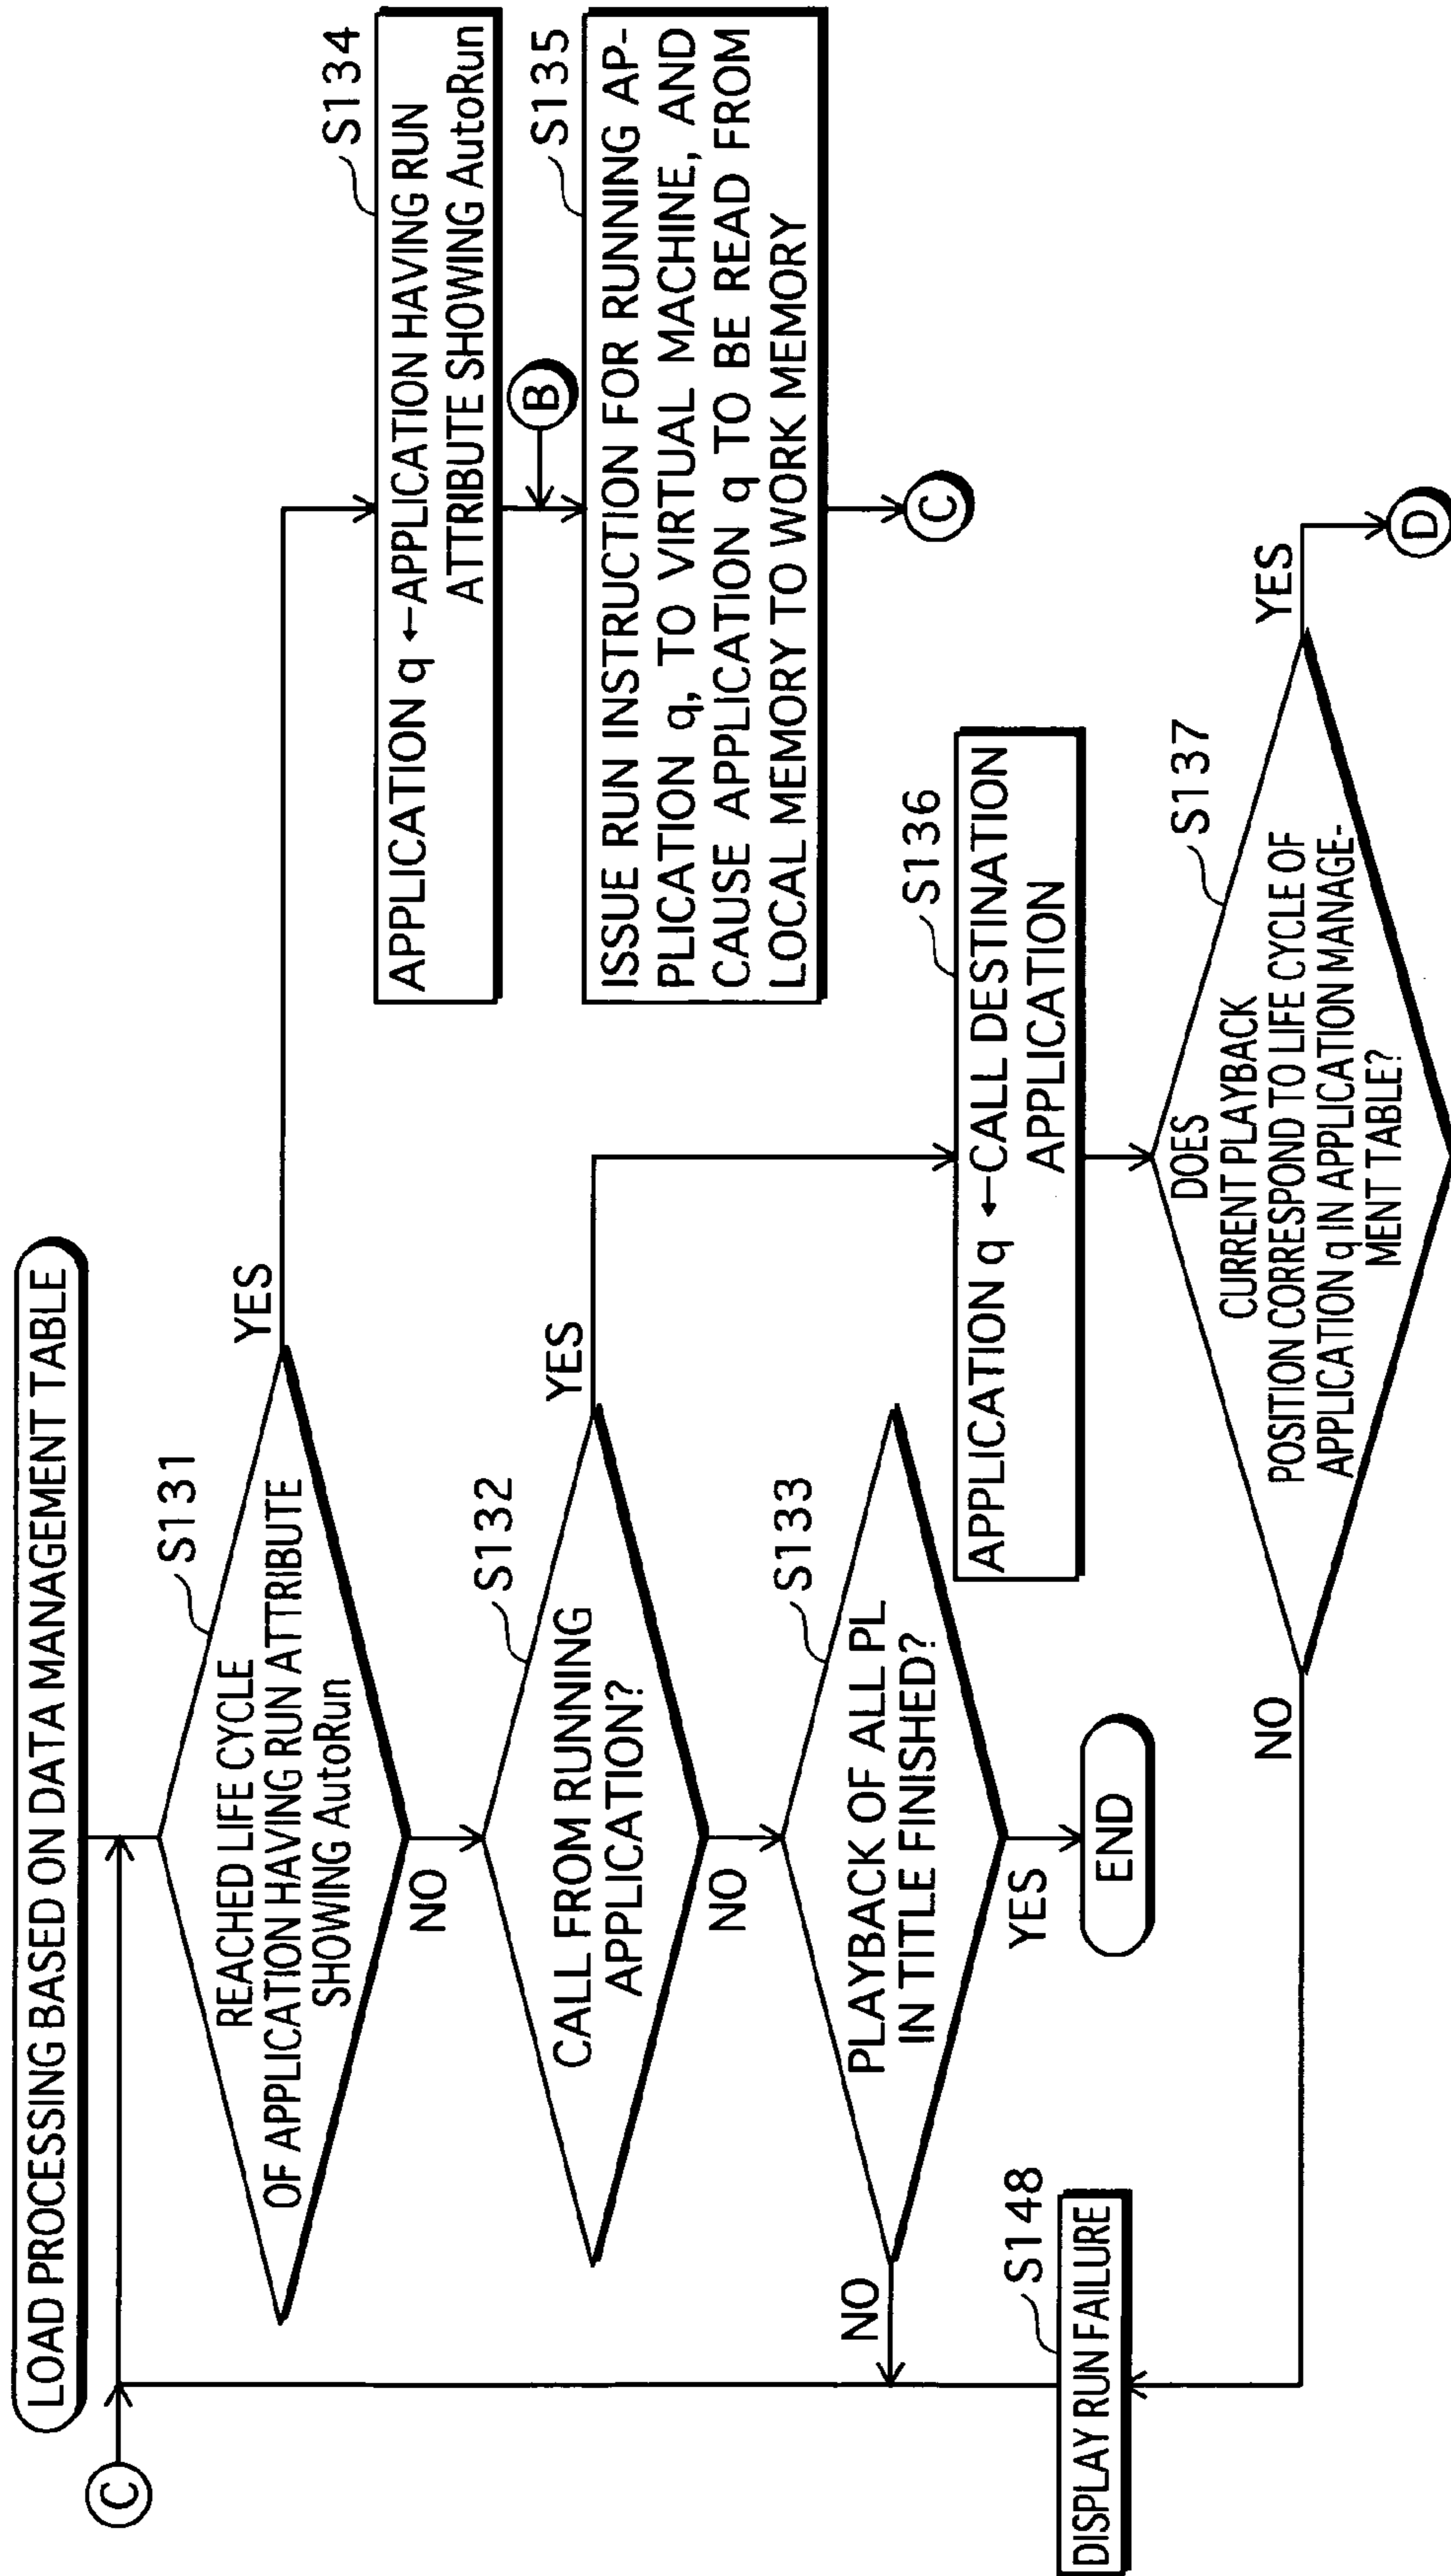 LOAD PROCESSING BASED ON DATA MANAGEMENT TABLE
C
S131
REACHED LIFE CYCLE
OF APPLICATION HAVING RUN ATTRIBUTE
SHOWING AutoRun
YES
NO
S132
CALL FROM RUNNING
APPLICATION?
YES
NO
S133
PLAYBACK OF ALL PL
IN TITLE FINISHED?
NO
YES
END
S134
APPLICATION q ←APPLICATION HAVING RUN
ATTRIBUTE SHOWING AutoRun
B
S135
ISSUE RUN INSTRUCTION FOR RUNNING AP-
PLICATION q, TO VIRTUAL MACHINE, AND
CAUSE APPLICATION q TO BE READ FROM
LOCAL MEMORY TO WORK MEMORY
C
S136
APPLICATION q ←CALL DESTINATION
APPLICATION
S137
DOES
CURRENT PLAYBACK
POSITION CORRESPOND TO LIFE CYCLE OF
APPLICATION q IN APPLICATION MANAGE-
MENT TABLE?
YES
D
NO
S148
DISPLAY RUN FAILURE